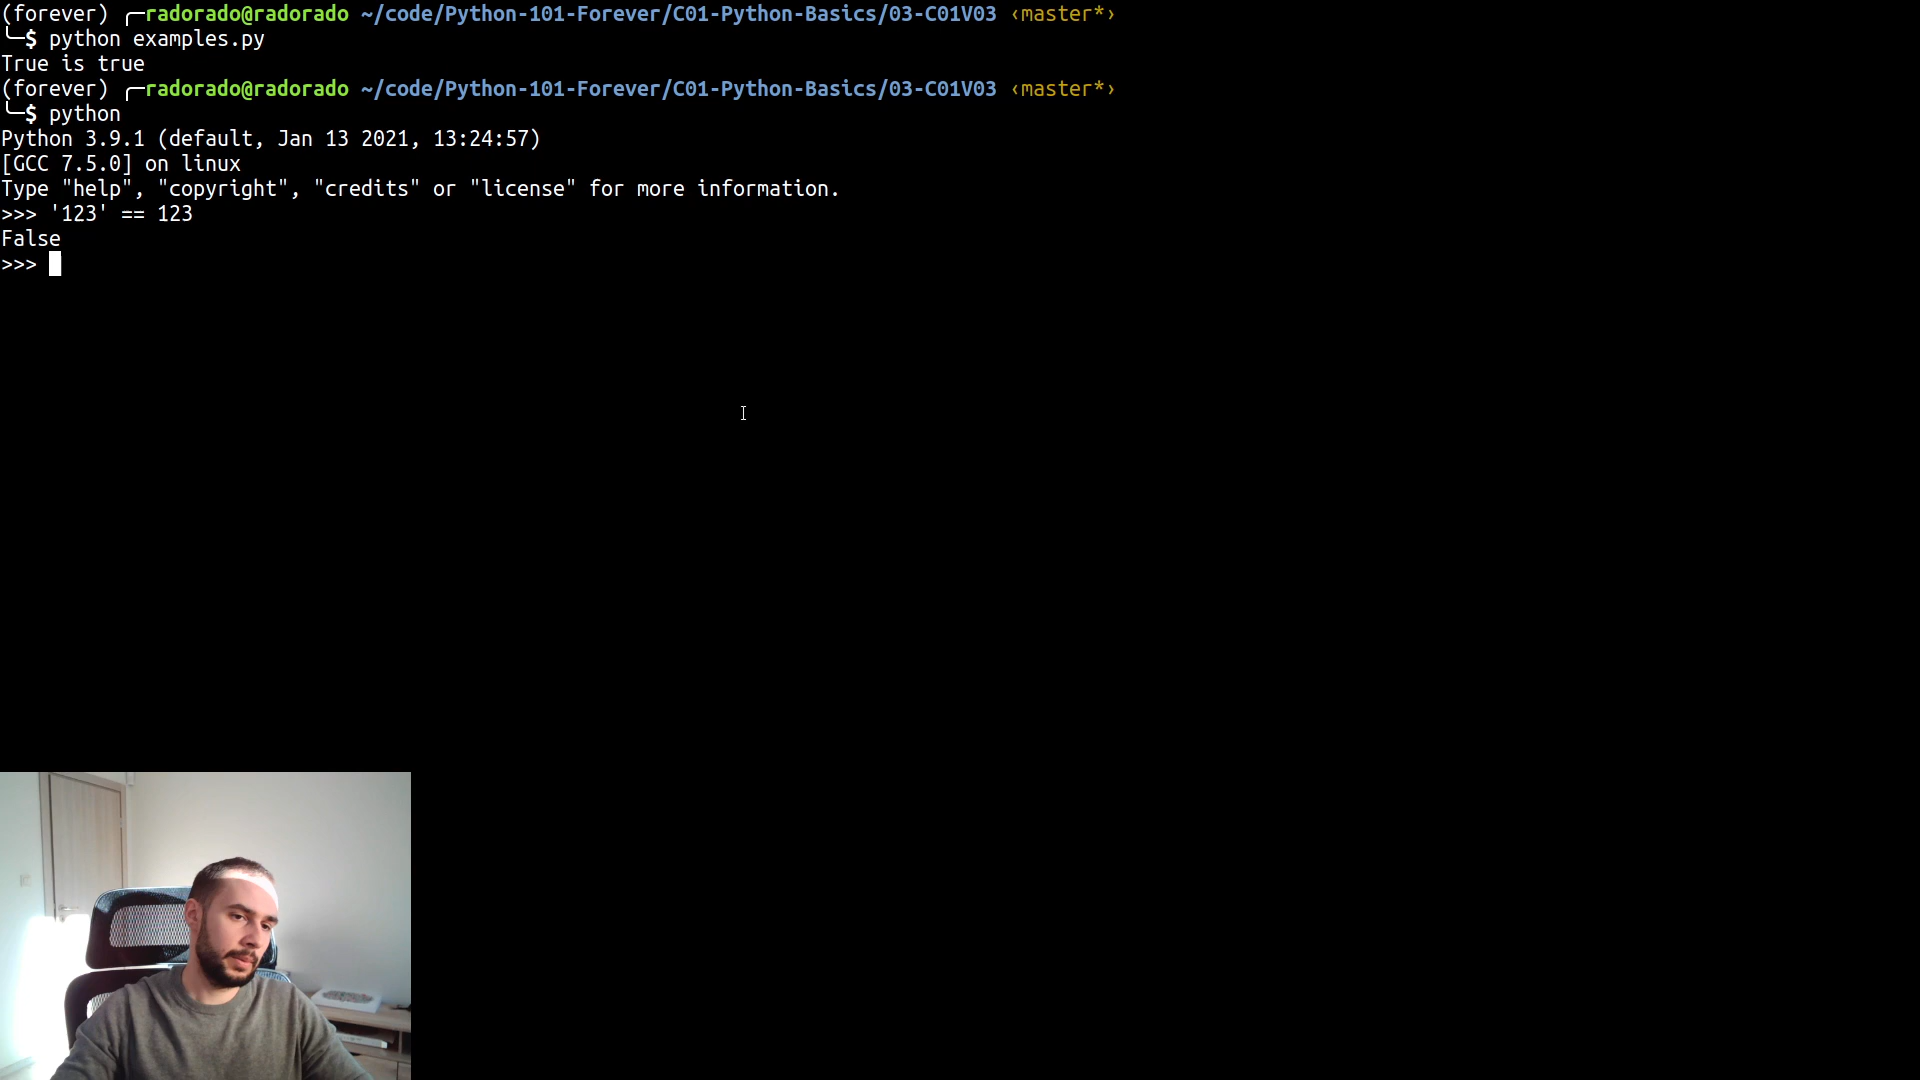 (forever) ╭─radorado@radorado ~/code/Python-101-Forever/C01-Python-Basics/03-C01V03 ‹master*›
╰─$ python examples.py
True is true
(forever) ╭─radorado@radorado ~/code/Python-101-Forever/C01-Python-Basics/03-C01V03 ‹master*›
╰─$ python
Python 3.9.1 (default, Jan 13 2021, 13:24:57)
[GCC 7.5.0] on linux
Type "help", "copyright", "credits" or "license" for more information.
>>> '123' == 123
False
>>>